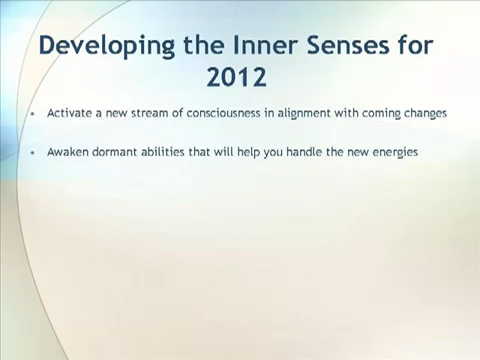 Developing the Inner Senses for
2012
• Activate a new stream of consciousness in alignment with coming changes
• Awaken dormant abilities that will help you handle the new energies